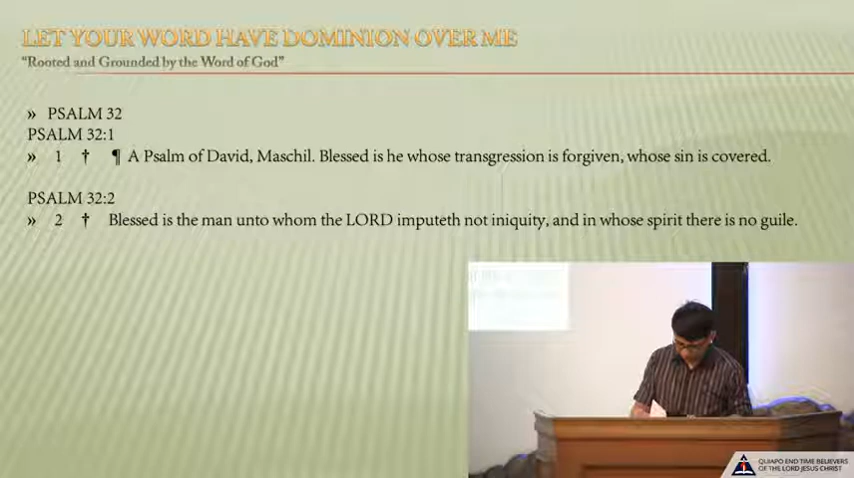 LET YOUR WORD HAVE DOMINION OVER ME
"Rooted and Grounded by the Word of God"
» PSALM 32
PSALM 32:1
» 1 † ¶ A Psalm of David, Maschil. Blessed is he whose transgression is forgiven, whose sin is covered.
PSALM 32:2
» 2 † Blessed is the man unto whom the LORD imputeth not iniquity, and in whose spirit there is no guile.
QUIAPO END TIME BELIEVERS
OF THE LORD JESUS CHRIST